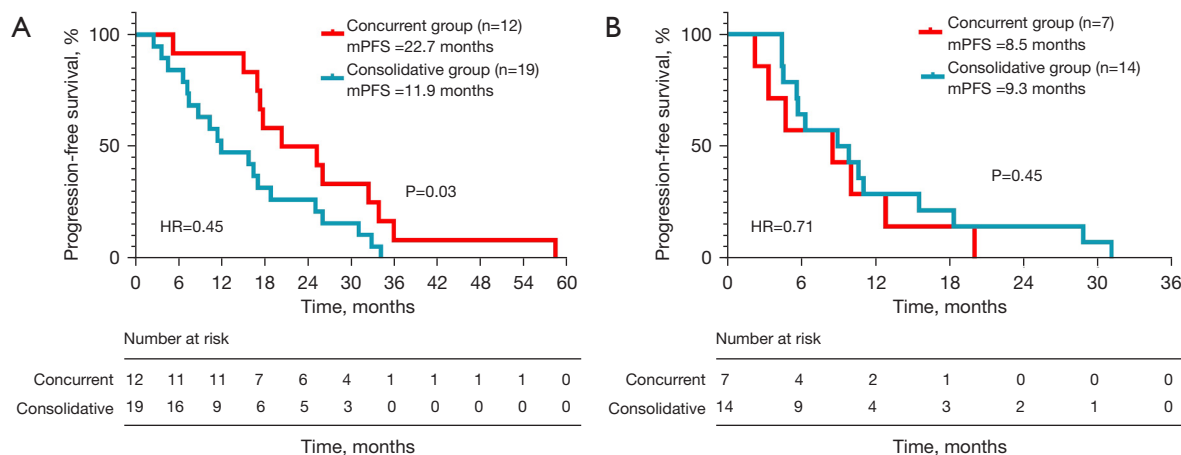 A
Progression-free survival, %
100
50
0
Concurrent group (n=12)
mPFS =22.7 months
Consolidative group (n=19)
mPFS =11.9 months
P=0.03
HR=0.45
0 6 12 18 24 30 36 42 48 54 60
Time, months
Number at risk
Concurrent 12 11 11 7 6 4 1 1 1 1 0
Consolidative 19 16 9 6 5 3 0 0 0 0 0
Time, months
B
Progression-free survival, %
100
50
0
Concurrent group (n=7)
mPFS =8.5 months
Consolidative group (n=14)
mPFS =9.3 months
P=0.45
HR=0.71
0 6 12 18 24 30 36
Time, months
Number at risk
Concurrent 7 4 2 1 0 0 0
Consolidative 14 9 4 3 2 1 0
Time, months